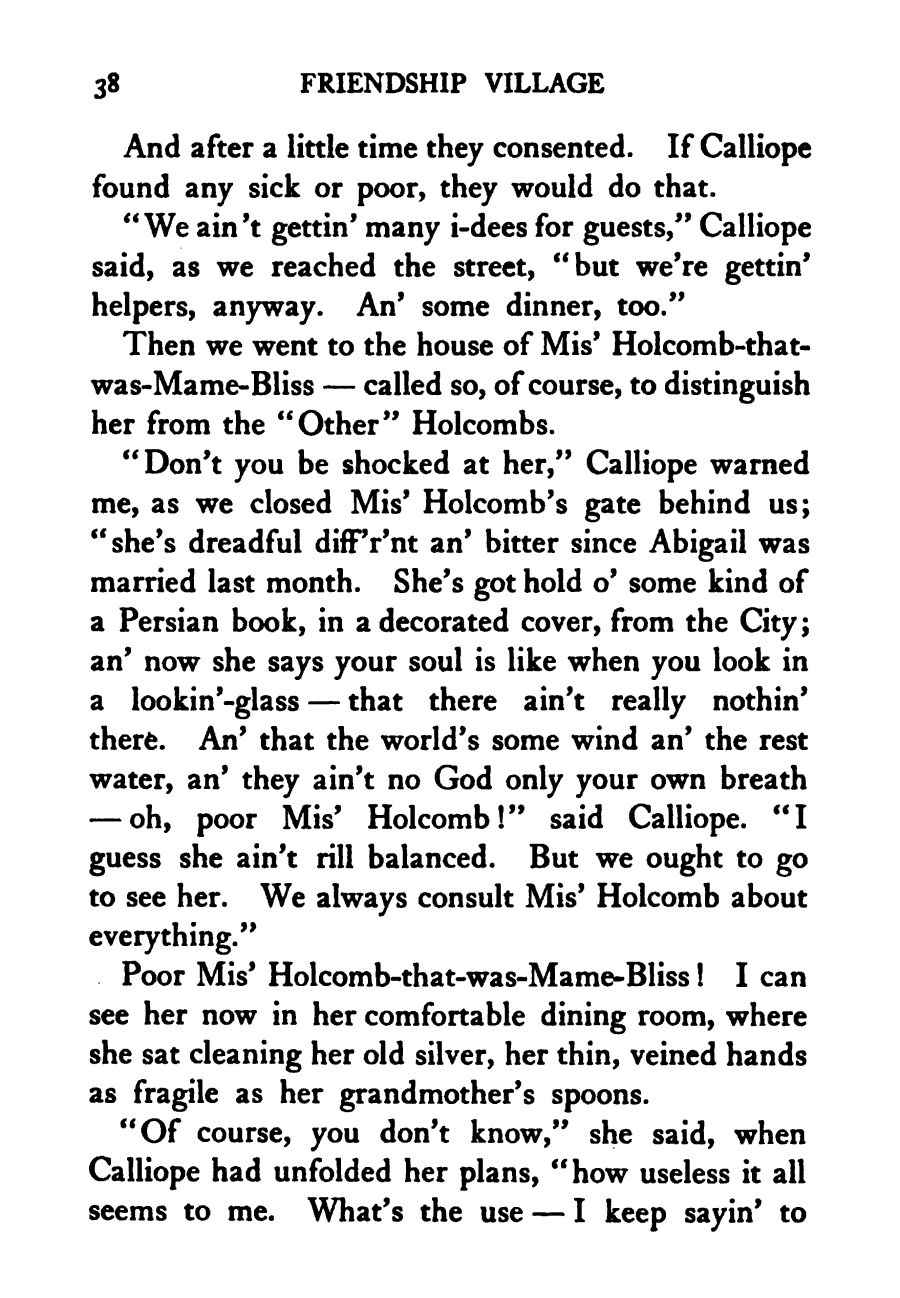 38 FRIENDSHIP VILLAGE
And after a little time they consented. If Calliope
found any sick or poor, they would do that.
“We ain't gettin' many i-dees for guests,” Calliope
said, as we reached the street, “but we're gettin'
helpers, anyway. An' some dinner, too.”
Then we went to the house of Mis' Holcomb-that-
was-Mame-Bliss — called so, of course, to distinguish
her from the “Other” Holcombs.
“Don't you be shocked at her,” Calliope warned
me, as we closed Mis' Holcomb's gate behind us;
“she's dreadful diff'r'nt an' bitter since Abigail was
married last month. She's got hold o' some kind of
a Persian book, in a decorated cover, from the City;
an' now she says your soul is like when you look in
a lookin'-glass — that there ain't really nothin'
there. An' that the world's some wind an' the rest
water, an' they ain't no God only your own breath
— oh, poor Mis' Holcomb!” said Calliope. “I
guess she ain't rill balanced. But we ought to go
to see her. We always consult Mis' Holcomb about
everything.”
Poor Mis' Holcomb-that-was-Mame-Bliss! I can
see her now in her comfortable dining room, where
she sat cleaning her old silver, her thin, veined hands
as fragile as her grandmother's spoons.
“Of course, you don't know,” she said, when
Calliope had unfolded her plans, “how useless it all
seems to me. What's the use — I keep sayin' to